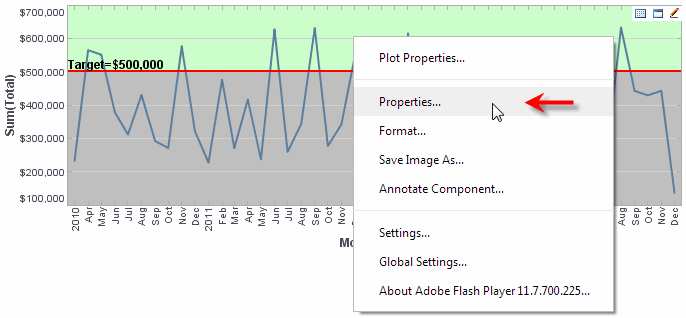 $700,000
$600,000
$500,000
$400,000
$300,000
$200,000
$100,000
Sum(Total)
Target=$500,000
2010 Apr May Jun Jul Aug Sep Oct Nov Dec 2011 Feb Mar Apr May Jun Jul Aug Sep Oct Nov
Aug Sep Oct Nov Dec
Mo
Plot Properties...
Properties...
Format...
Save Image As...
Annotate Component...
Settings...
Global Settings...
About Adobe Flash Player 11.7.700.225...